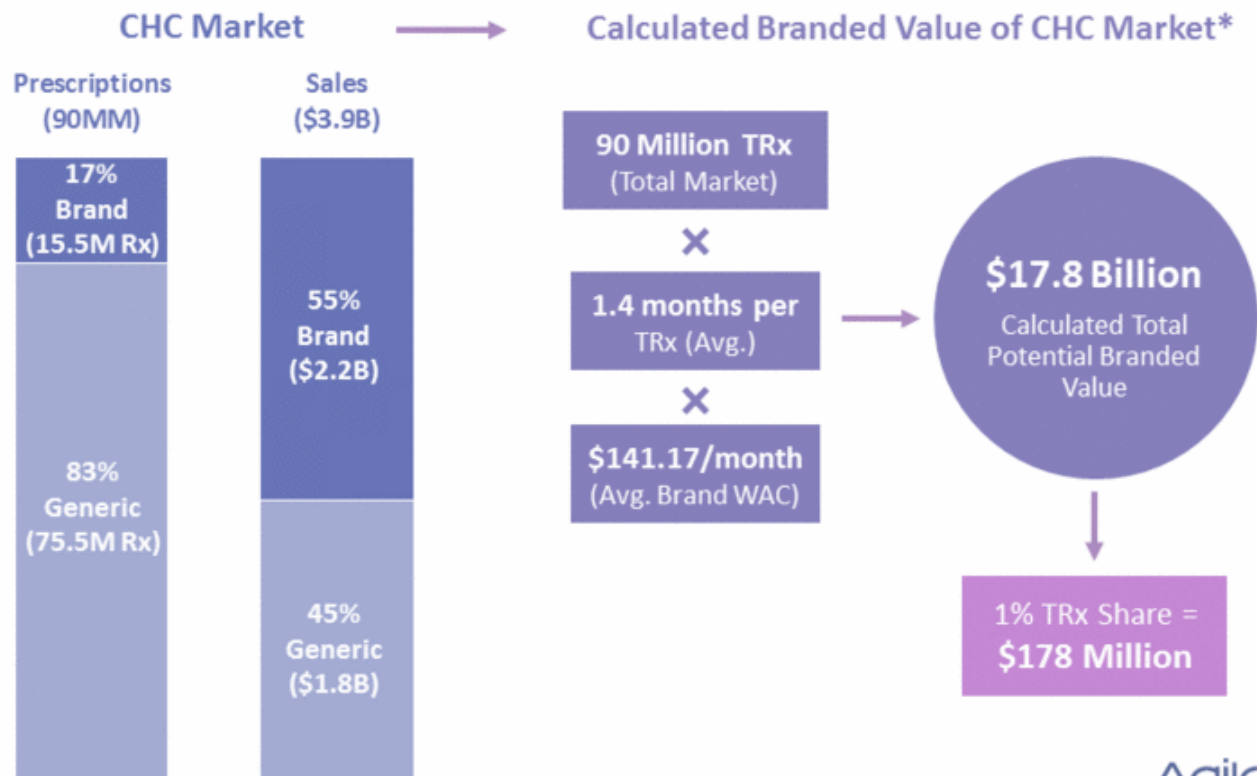 CHC Market
Calculated Branded Value of CHC Market*
Prescriptions
(90MM)
Sales
($3.9B)
17%
Brand
(15.5M Rx)
83%
Generic
(75.5M Rx)
55%
Brand
($2.2B)
45%
Generic
($1.8B)
90 Million TRx
(Total Market)
×
1.4 months per
TRx (Avg.)
×
$141.17/month
(Avg. Brand WAC)
$17.8 Billion
Calculated Total
Potential Branded
Value
1% TRx Share =
$178 Million